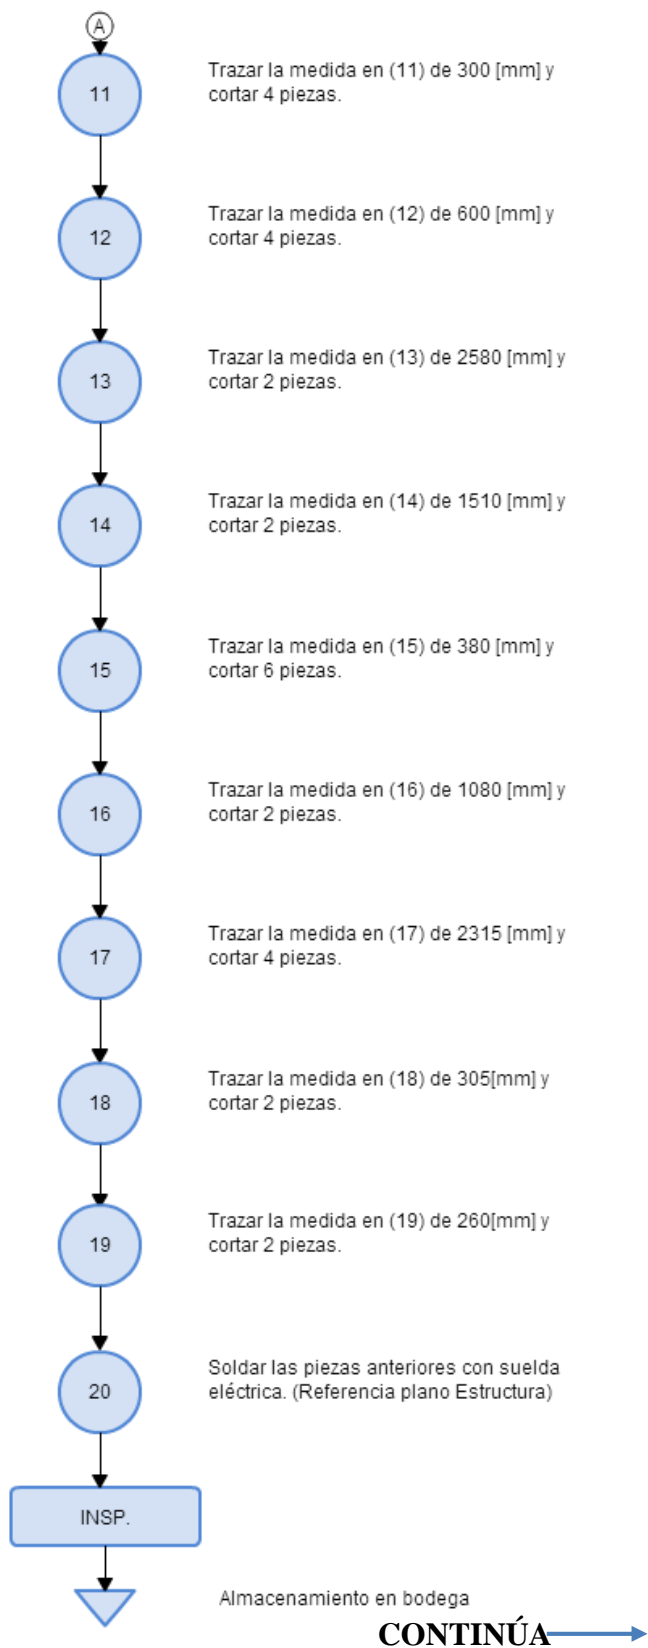 A
11
Trazar la medida en (11) de 300 [mm] y
cortar 4 piezas.
12
Trazar la medida en (12) de 600 [mm] y
cortar 4 piezas.
13
Trazar la medida en (13) de 2580 [mm] y
cortar 2 piezas.
14
Trazar la medida en (14) de 1510 [mm] y
cortar 2 piezas.
15
Trazar la medida en (15) de 380 [mm] y
cortar 6 piezas.
16
Trazar la medida en (16) de 1080 [mm] y
cortar 2 piezas.
17
Trazar la medida en (17) de 2315 [mm] y
cortar 4 piezas.
18
Trazar la medida en (18) de 305[mm] y
cortar 2 piezas.
19
Trazar la medida en (19) de 260[mm] y
cortar 2 piezas.
20
Soldar las piezas anteriores con suelda
eléctrica. (Referencia plano Estructura)
INSP.
Almacenamiento en bodega
CONTINÚA